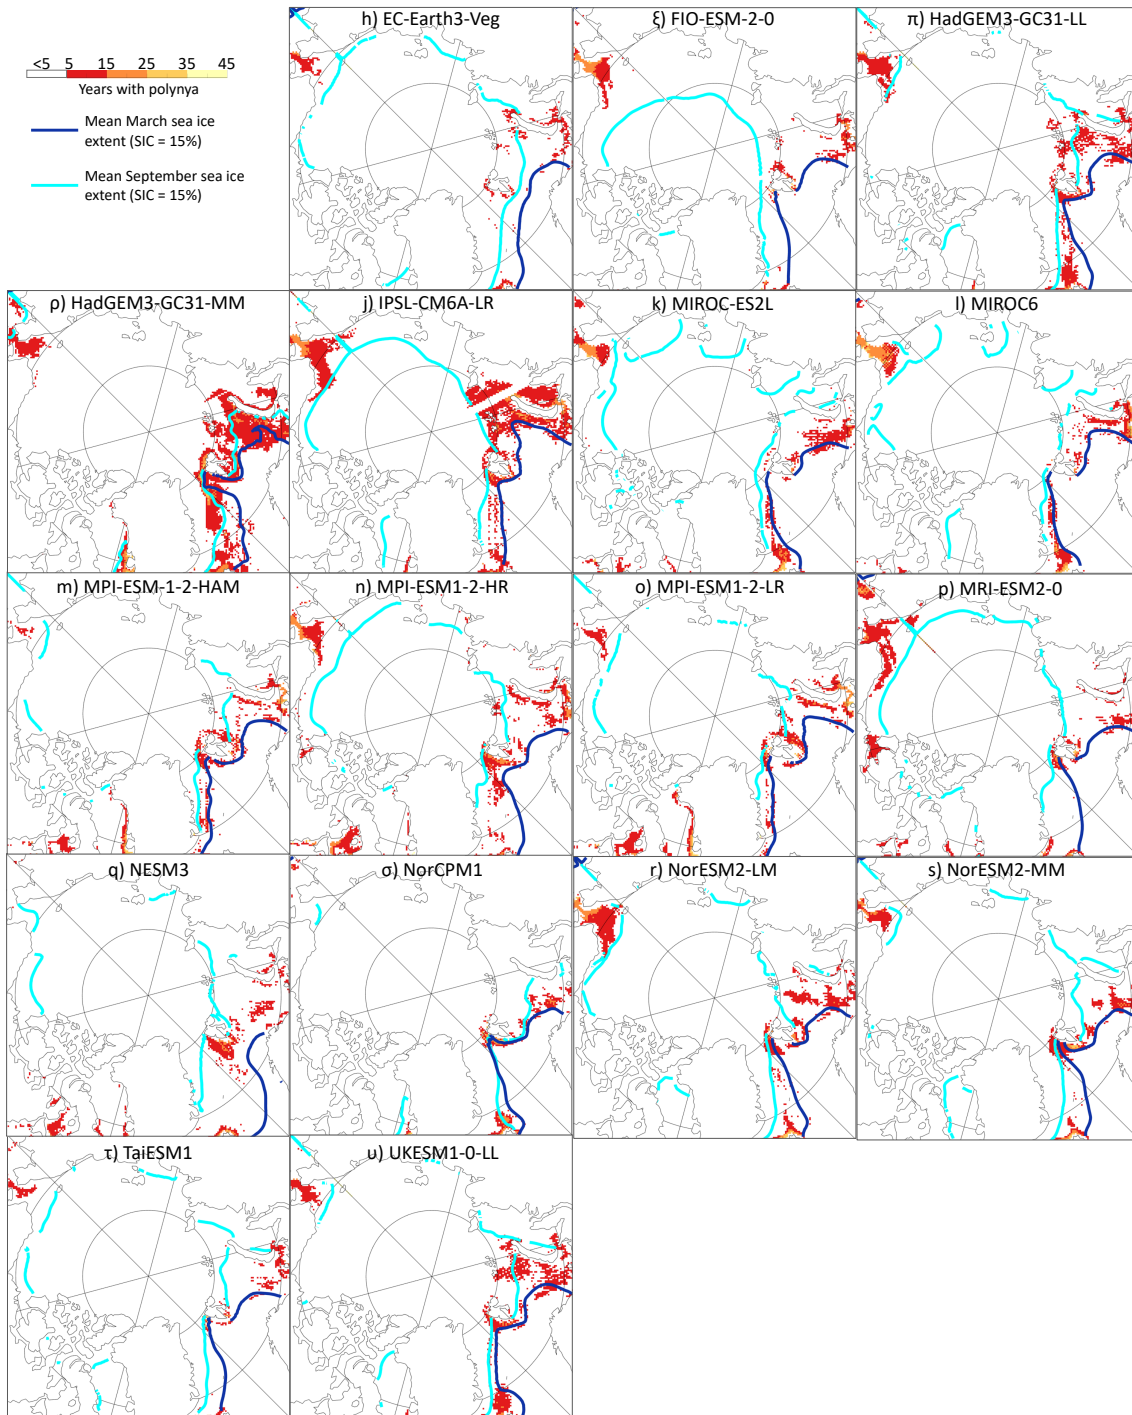 h) EC-Earth3-Veg
ξ) FIO-ESM-2-0
π) HadGEM3-GC31-LL
<5 5 15 25 35 45
Years with polynya
Mean March sea ice
extent (SIC = 15%)
Mean September sea ice
extent (SIC = 15%)
ρ) HadGEM3-GC31-MM
j) IPSL-CM6A-LR
k) MIROC-ES2L
l) MIROC6
m) MPI-ESM-1-2-HAM
n) MPI-ESM1-2-HR
o) MPI-ESM1-2-LR
p) MRI-ESM2-0
q) NESM3
σ) NorCPM1
r) NorESM2-LM
s) NorESM2-MM
τ) TaiESM1
υ) UKESM1-0-LL